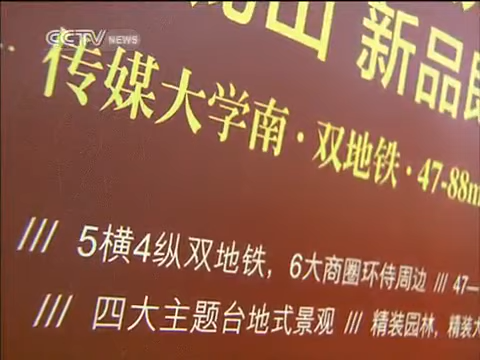 CCTV NEWS
山 新品
传媒大学南·双地铁·47-88m
/// 5横4纵双地铁，6大商圈环侍周边 /// 47—
/// 四大主题台地式景观 /// 精装园林，精装